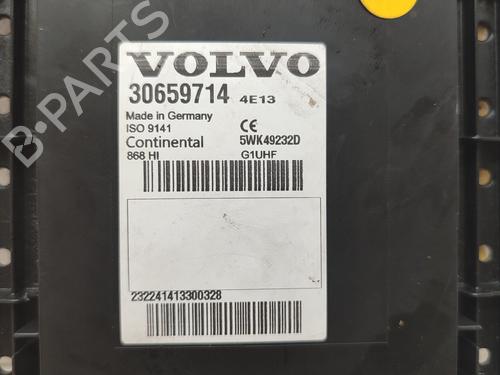 VOLVO
30659714 4E13
Made in Germany
ISO 9141 CE
Continental 5WK49232D
868 HI G1UHF
232241413300328
B-PARTS